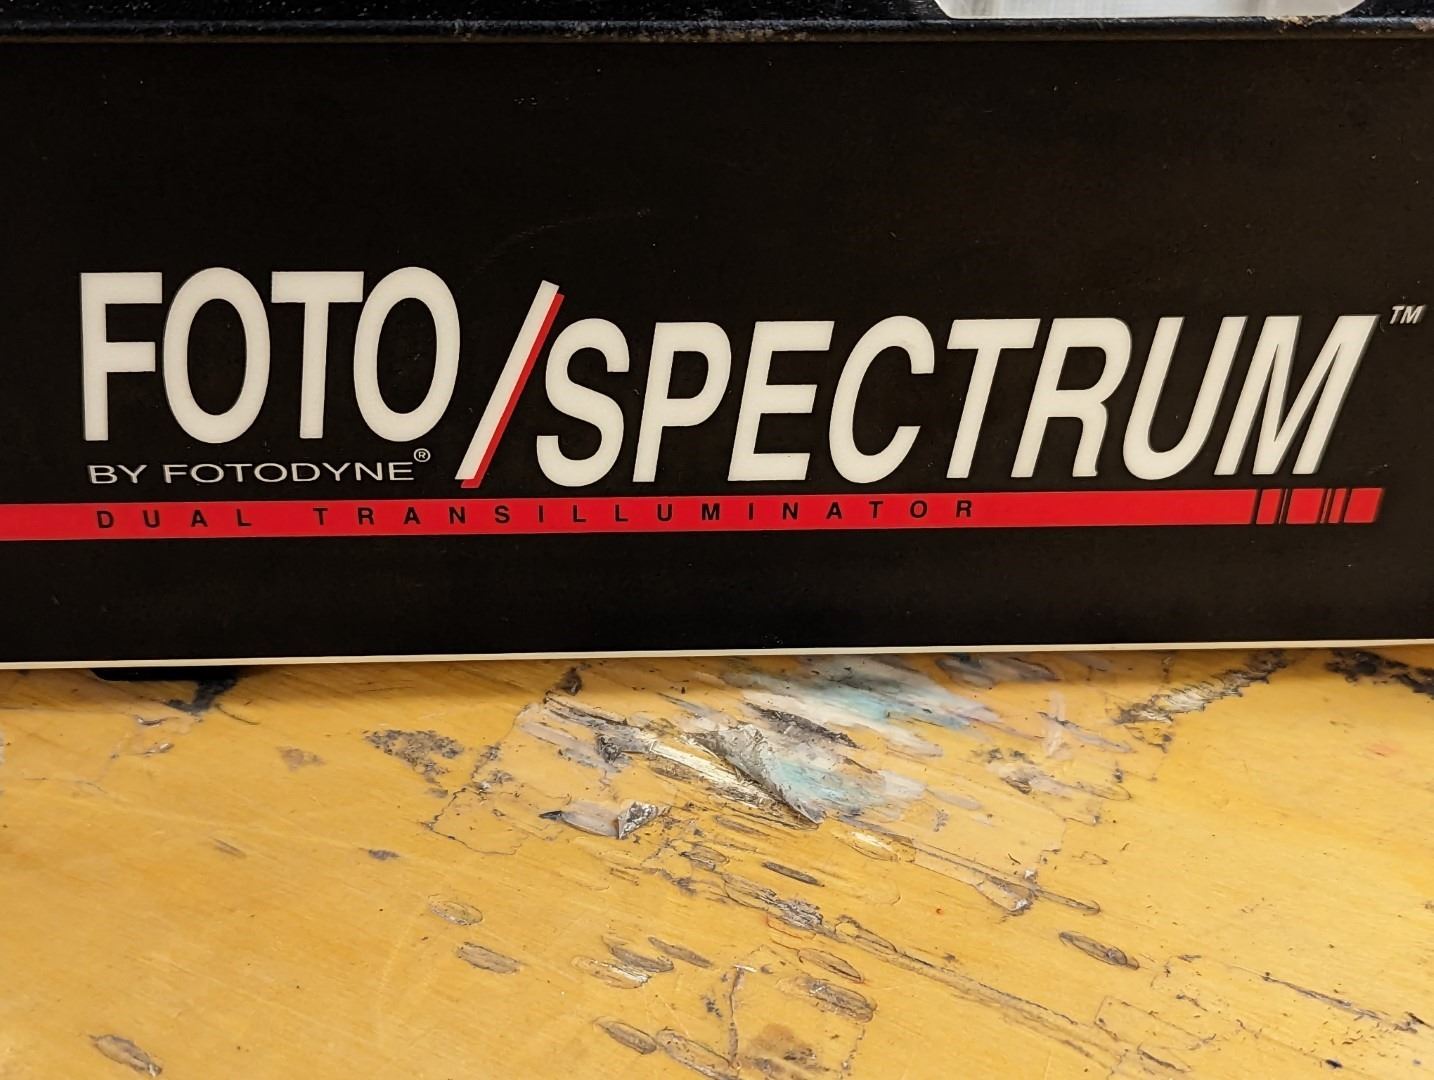 FOTO/SPECTRUM™
BY FOTODYNE®
DUAL TRANSILLUMINATOR